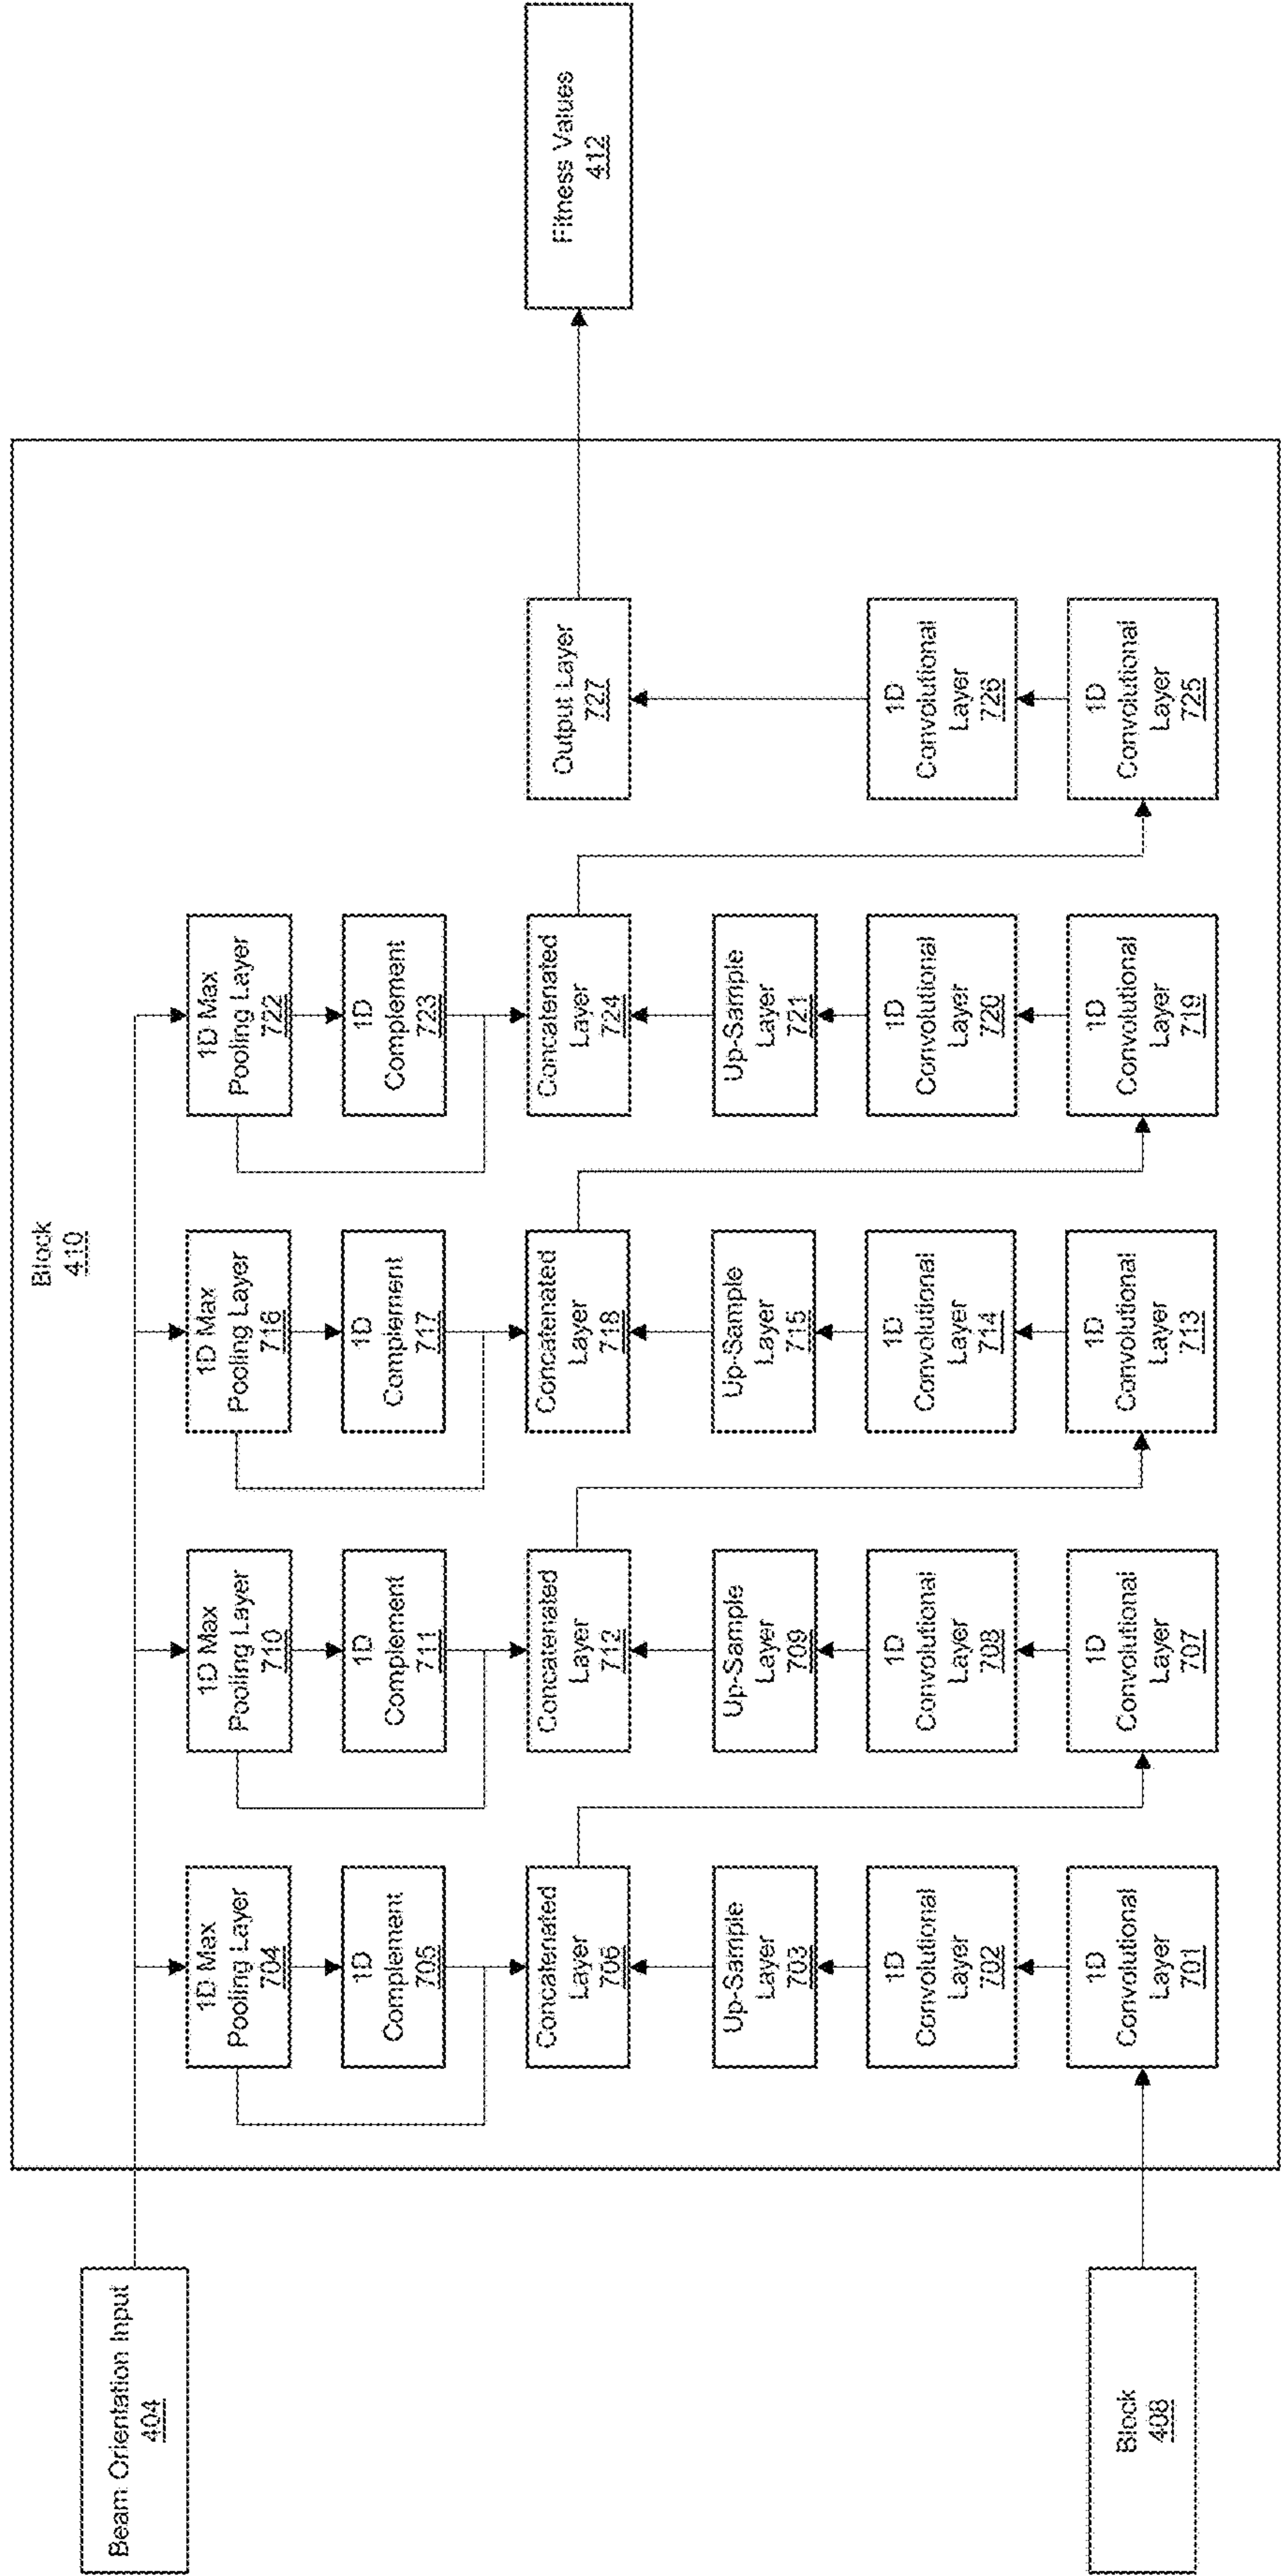 Beam Orientation Input
404
Block
408
Block
410
1D Max
Pooling Layer
704
1D
Complement
705
Concatenated
Layer
706
Up-Sample
Layer
703
1D
Convolutional
Layer
702
1D
Convolutional
Layer
701
1D Max
Pooling Layer
710
1D
Complement
711
Concatenated
Layer
712
Up-Sample
Layer
709
1D
Convolutional
Layer
708
1D
Convolutional
Layer
707
1D Max
Pooling Layer
716
1D
Complement
717
Concatenated
Layer
718
Up-Sample
Layer
715
1D
Convolutional
Layer
714
1D
Convolutional
Layer
713
1D Max
Pooling Layer
722
1D
Complement
723
Concatenated
Layer
724
Up-Sample
Layer
721
1D
Convolutional
Layer
720
1D
Convolutional
Layer
719
Output Layer
727
1D
Convolutional
Layer
726
1D
Convolutional
Layer
725
Fitness Values
412